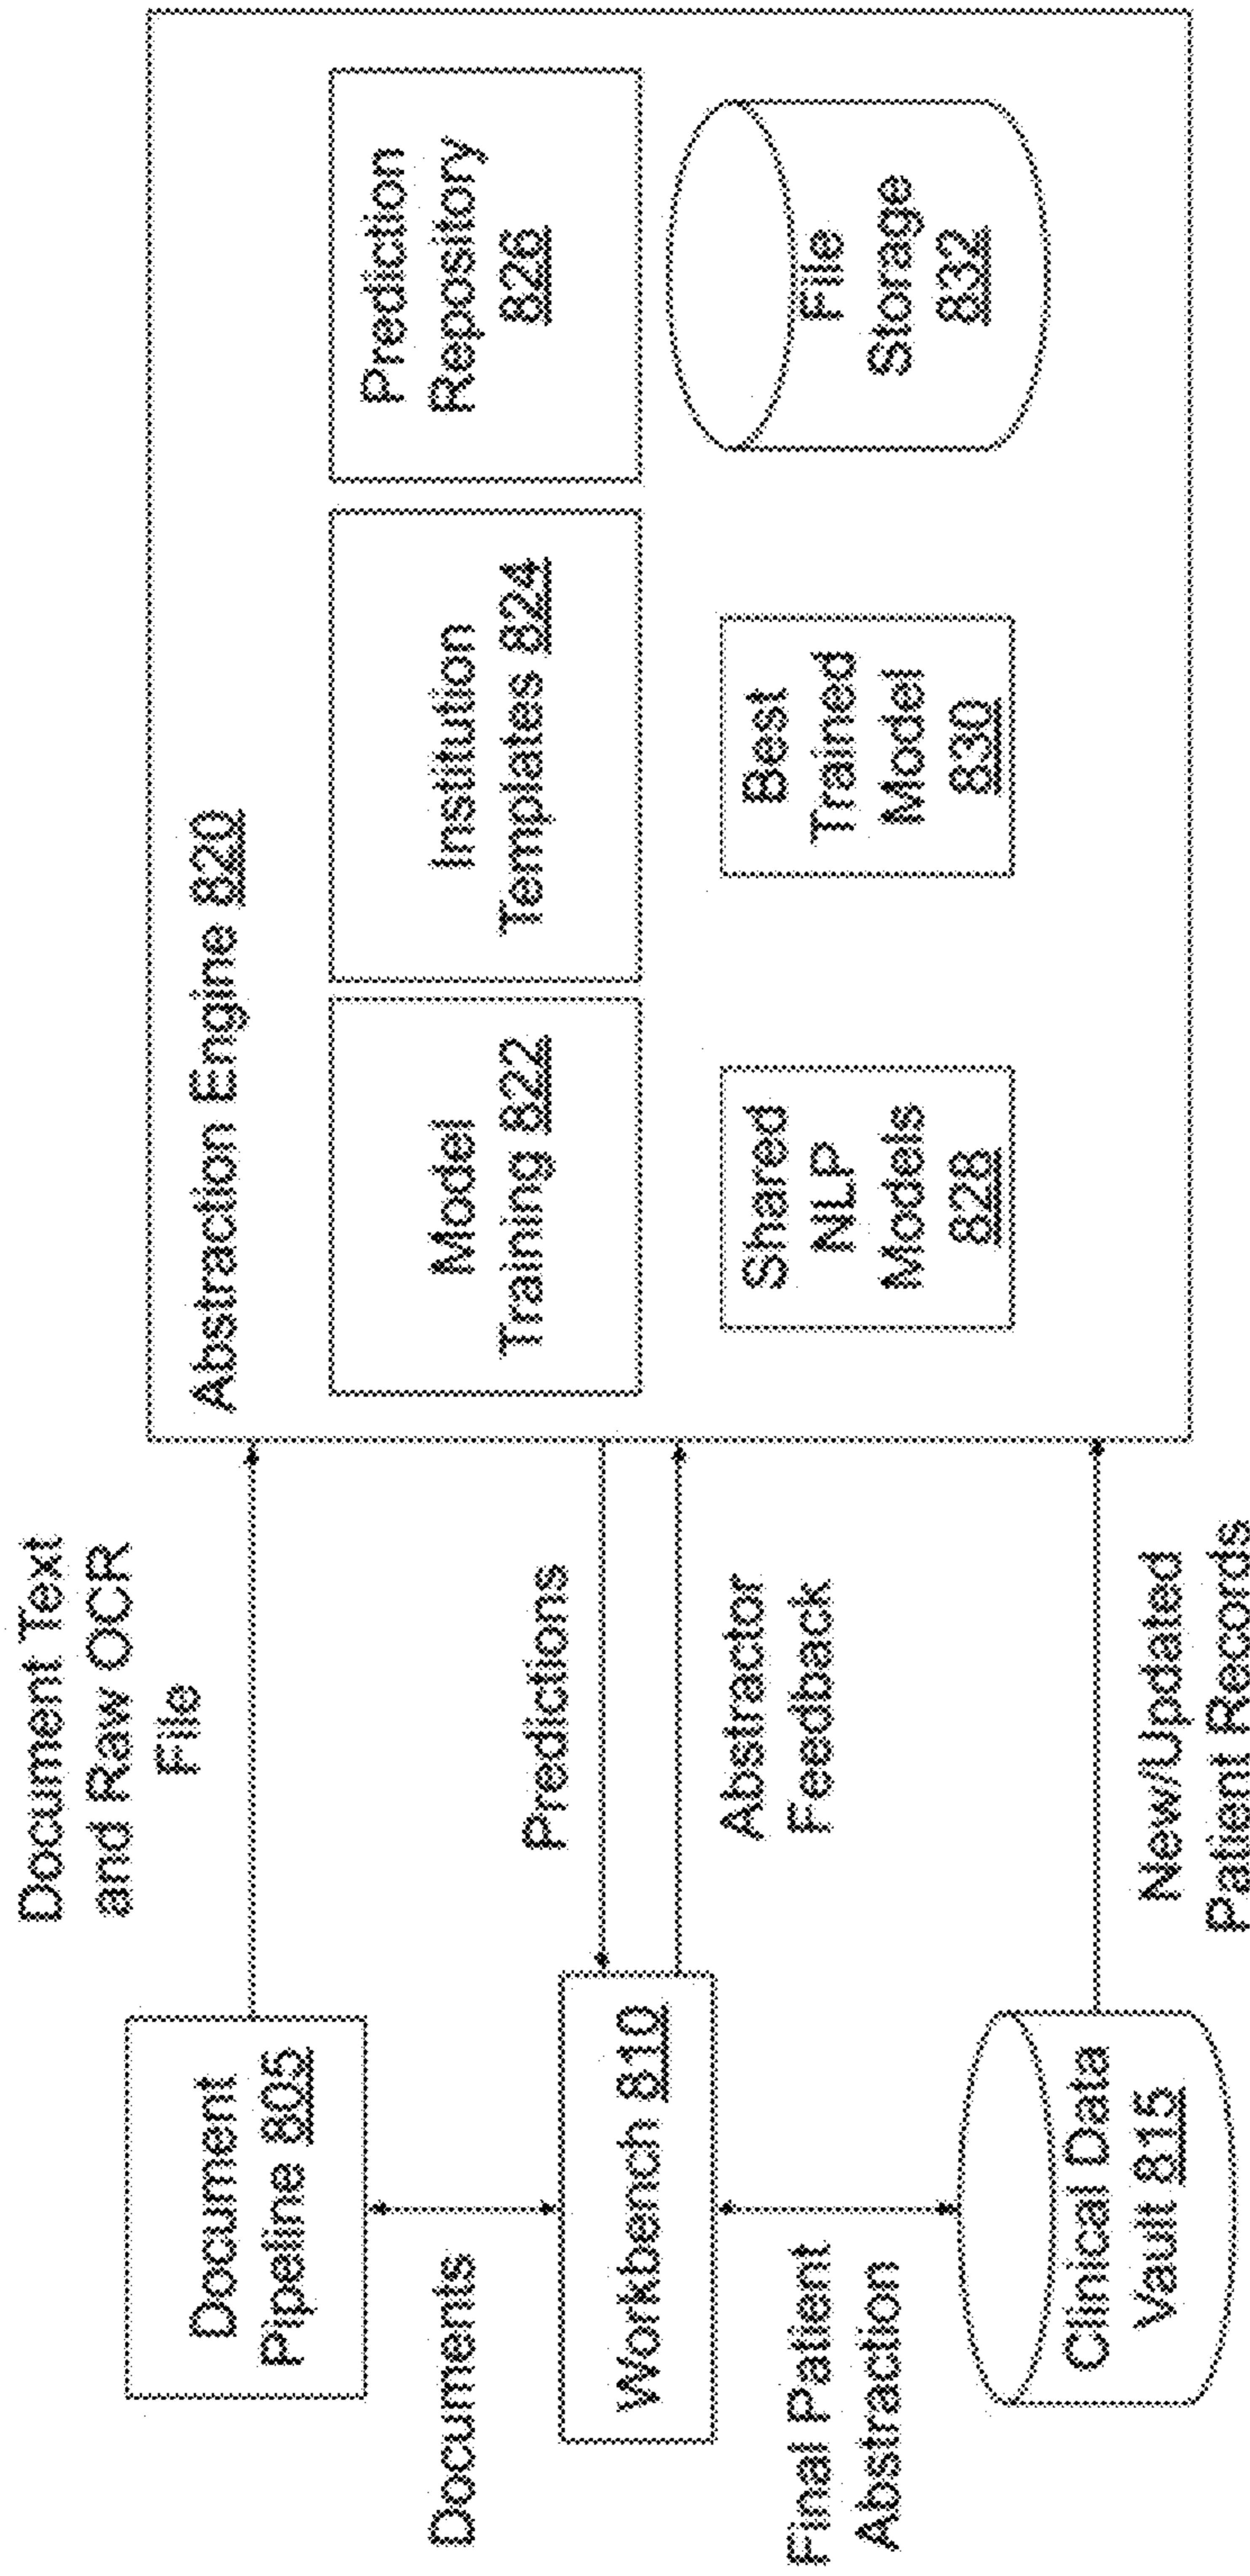 Document Text
and Raw OCR
File
Document
Pipeline 805
Documents
Workbench 810
Predictions
Abstractor
Feedback
Final Patient
Abstraction
Clinical Data
Vault 815
New/Updated
Patient Records
Abstraction Engine 820
Model
Training 822
Institution
Templates 824
Prediction
Repository
826
Shared
NLP
Models
828
Best
Trained
Model
830
File
Storage
832